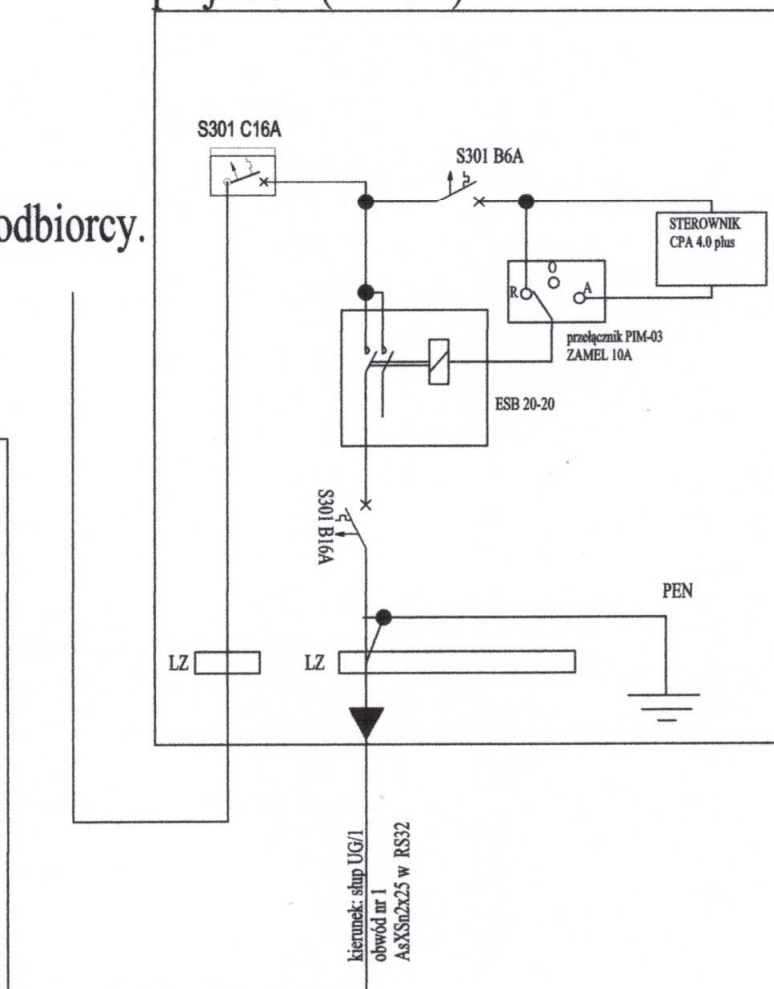 S301 C16A
S301 B6A
odbiorcy.
STEROWNIK
CPA 4.0 plus
O
R
A
przełącznik PIM-03
ZAMEL 10A
ESB 20-20
S301 B16A
PEN
LZ
LZ
kierunek: słup UG/1
obwód nr 1
AsXSn2x25 w RS32